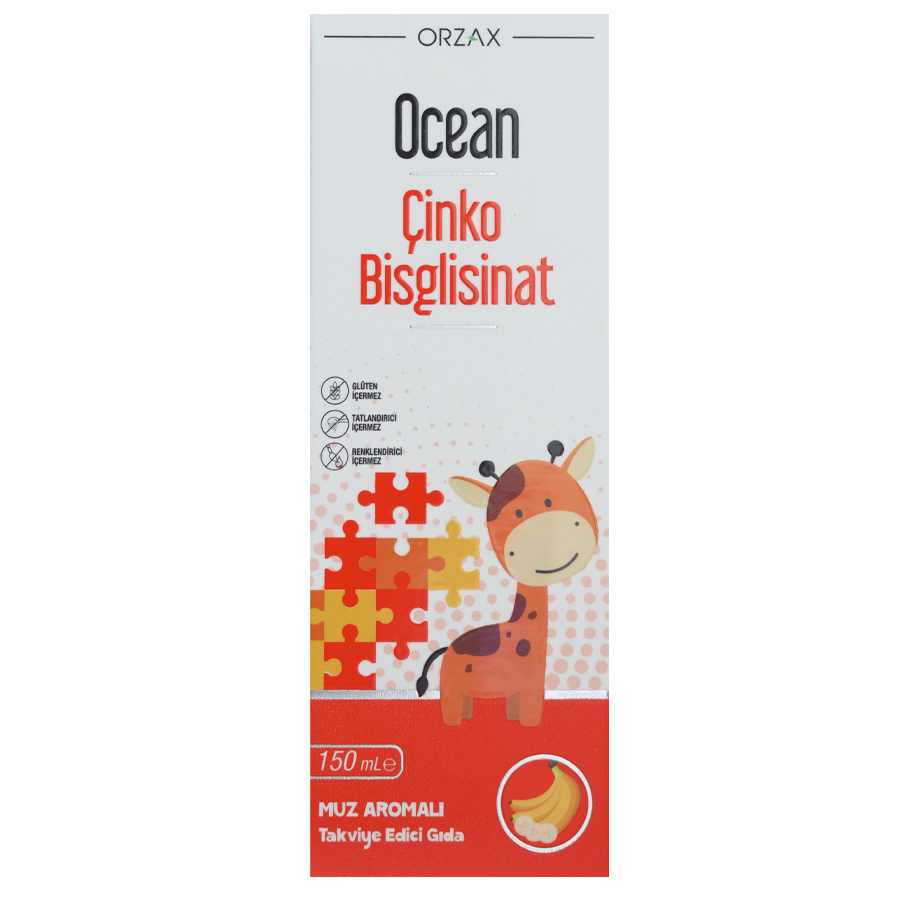 ORZAX
Ocean
Çinko
Bisglisinat
GLÜTEN
İÇERMEZ
TATLANDIRICI
İÇERMEZ
RENKLENDİRİCİ
İÇERMEZ
150 mL℮
MUZ AROMALI
Takviye Edici Gıda